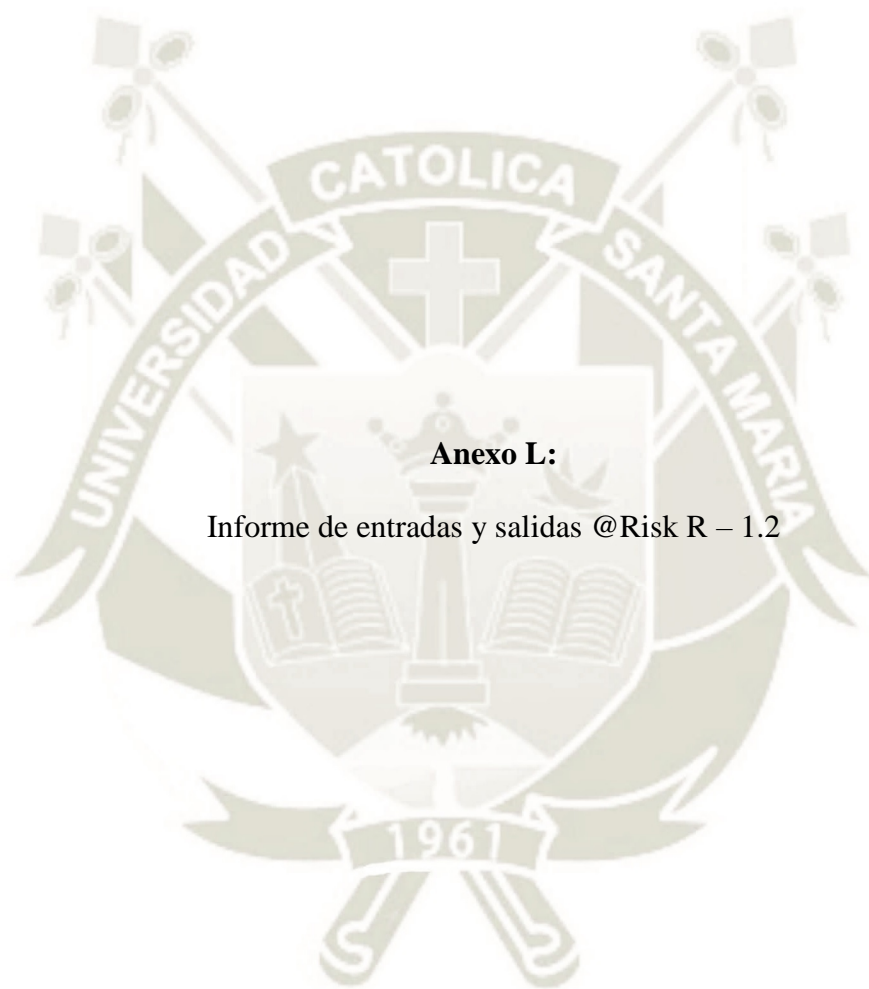 UNIVERSIDAD CATOLICA SANTA MARIA
Anexo L:
Informe de entradas y salidas @Risk R – 1.2
1961